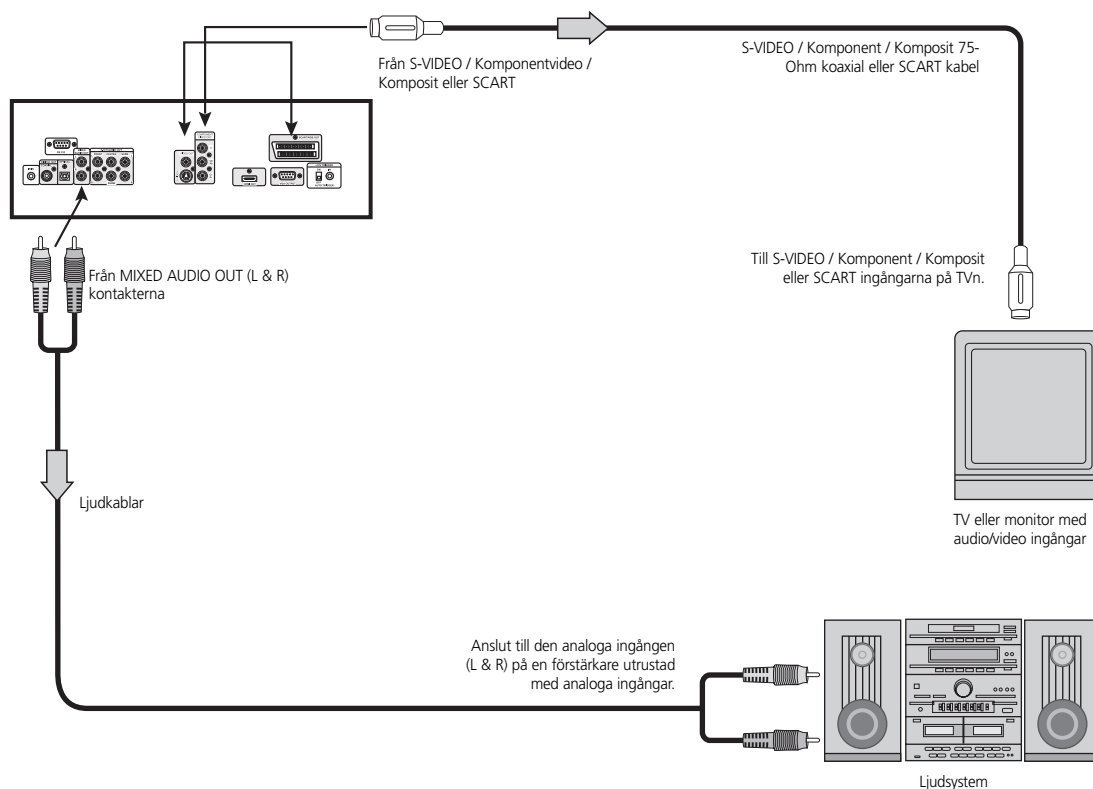 Från S-VIDEO / Komponentvideo /
Komposit eller SCART
S-VIDEO / Komponent / Komposit 75-
Ohm koaxial eller SCART kabel
Från MIXED AUDIO OUT (L & R)
kontakterna
Till S-VIDEO / Komponent / Komposit
eller SCART ingångarna på TVn.
TV eller monitor med
audio/video ingångar
Ljudkablar
Anslut till den analoga ingången
(L & R) på en förstärkare utrustad
med analoga ingångar.
Ljudsystem